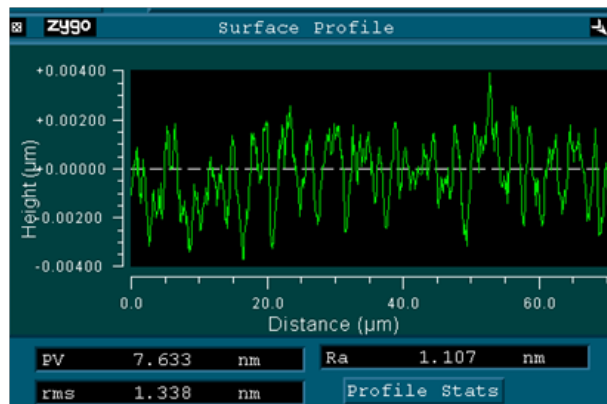 zygo Surface Profile
+0.00400
+0.00200
+0.00000
-0.00200
-0.00400
Height (µm)
0.0 20.0 40.0 60.0
Distance (µm)
PV 7.633 nm Ra 1.107 nm
rms 1.338 nm Profile Stats